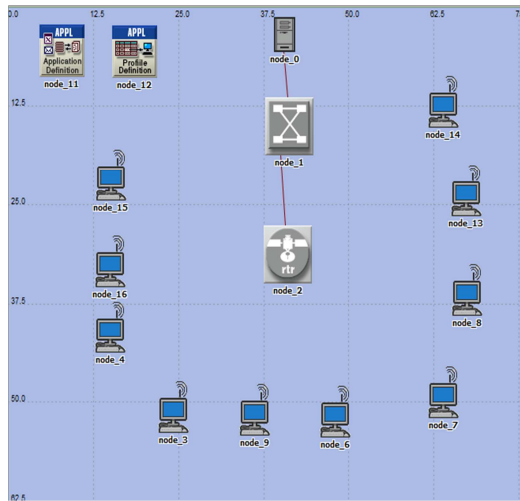 0.0 12.5 25.0 37.5 50.0 62.5
APPL APPL
Application Profile
Definition Definition
node_11 node_12
node_0
12.5
node_14
node_1
node_15
25.0
node_13
rtr
node_2
node_16
37.5
node_8
node_4
50.0
node_7
node_3 node_9 node_6
62.5